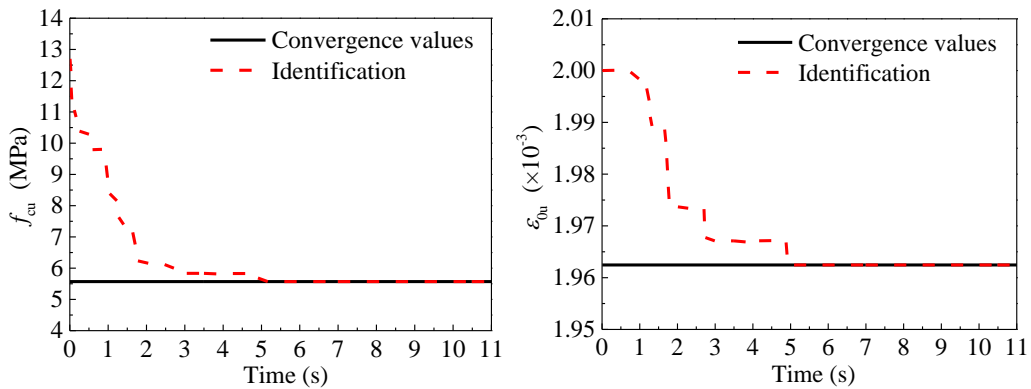 14
13
12
11
10
9
8
7
6
5
4
f_cu (MPa)
Convergence values
Identification
0 1 2 3 4 5 6 7 8 9 10 11
Time (s)
2.01
2.00
1.99
1.98
1.97
1.96
1.95
ε_0u (×10⁻³)
Convergence values
Identification
0 1 2 3 4 5 6 7 8 9 10 11
Time (s)